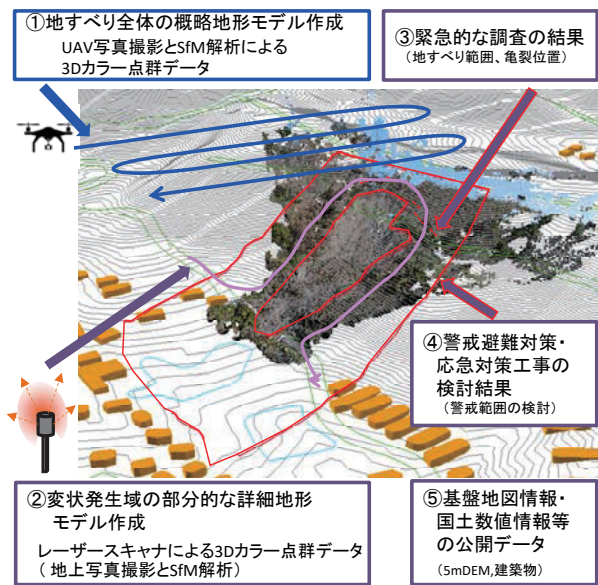 ①地すべり全体の概略地形モデル作成
UAV写真撮影とSfM解析による
3Dカラー点群データ
③緊急的な調査の結果
(地すべり範囲、亀裂位置)
④警戒避難対策・
応急対策工事の
検討結果
(警戒範囲の検討)
②変状発生域の部分的な詳細地形
モデル作成
レーザースキャナによる3Dカラー点群データ
(地上写真撮影とSfM解析)
⑤基盤地図情報・
国土数値情報等
の公開データ
(5mDEM,建築物)